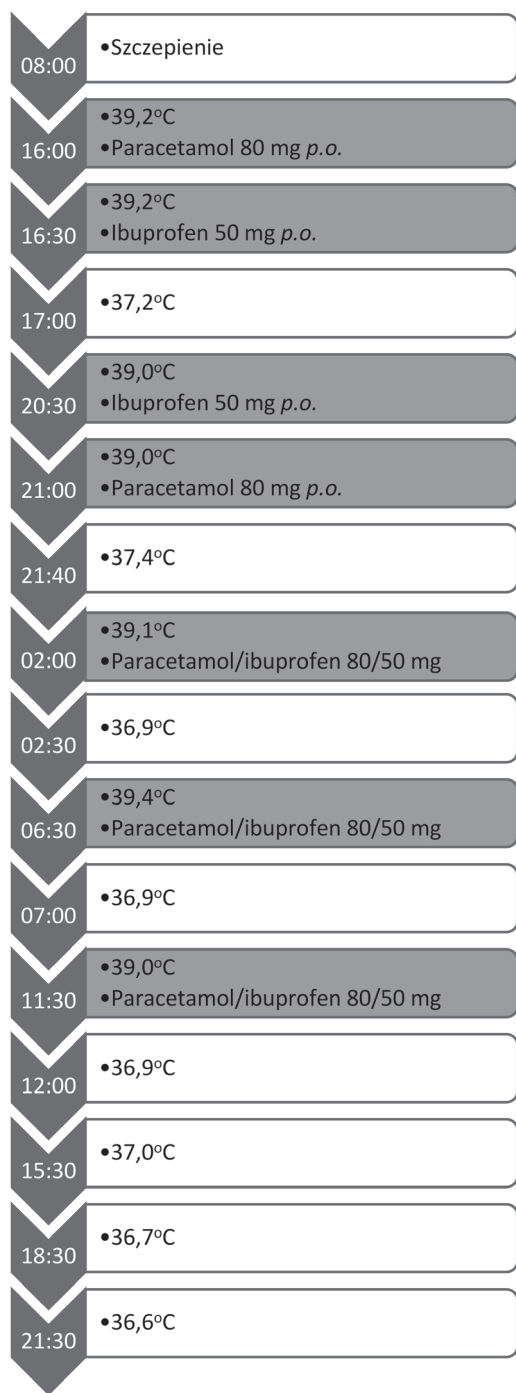 08:00
•Szczepienie
16:00
•39,2°C
•Paracetamol 80 mg p.o.
16:30
•39,2°C
•Ibuprofen 50 mg p.o.
17:00
•37,2°C
20:30
•39,0°C
•Ibuprofen 50 mg p.o.
21:00
•39,0°C
•Paracetamol 80 mg p.o.
21:40
•37,4°C
02:00
•39,1°C
•Paracetamol/ibuprofen 80/50 mg
02:30
•36,9°C
06:30
•39,4°C
•Paracetamol/ibuprofen 80/50 mg
07:00
•36,9°C
11:30
•39,0°C
•Paracetamol/ibuprofen 80/50 mg
12:00
•36,9°C
15:30
•37,0°C
18:30
•36,7°C
21:30
•36,6°C